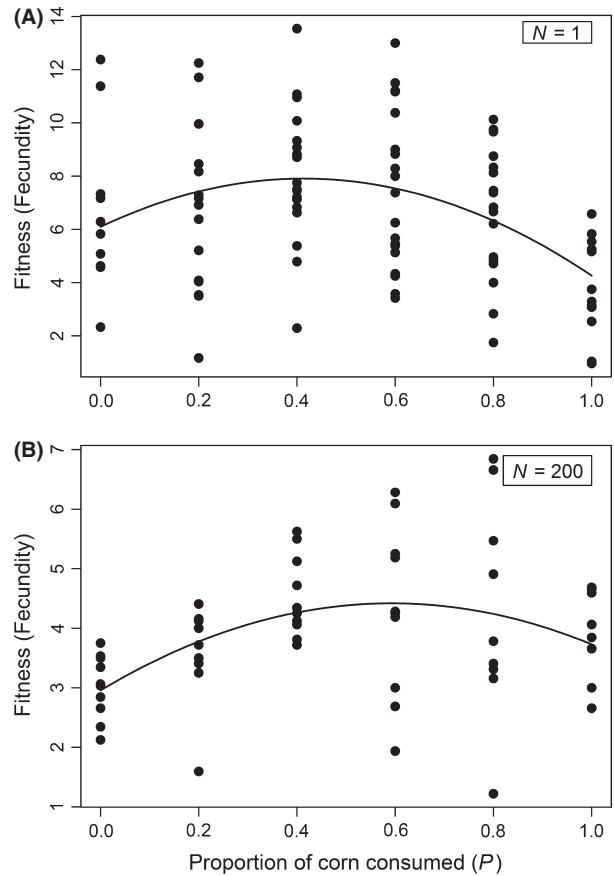 (A)
N = 1
14
12
10
8
6
4
2
Fitness (Fecundity)
0.0 0.2 0.4 0.6 0.8 1.0
(B)
N = 200
7
6
5
4
3
2
1
Fitness (Fecundity)
0.0 0.2 0.4 0.6 0.8 1.0
Proportion of corn consumed (P)